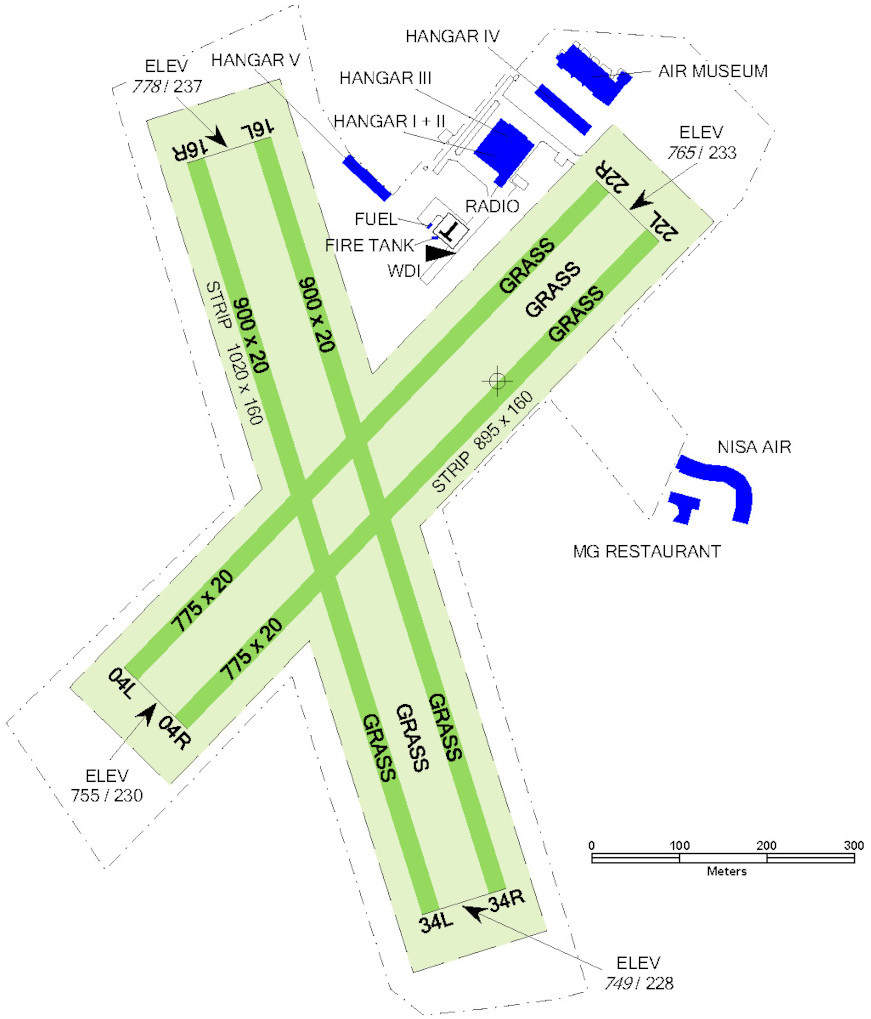 HANGAR IV
ELEV
778 / 237
HANGAR V
HANGAR III
AIR MUSEUM
HANGAR I + II
ELEV
765 / 233
16R
16L
22R
22L
RADIO
FUEL
FIRE TANK
WDI
GRASS
GRASS
GRASS
900 x 20
900 x 20
STRIP 1020 x 160
STRIP 895 x 160
NISA AIR
MG RESTAURANT
775 x 20
775 x 20
04L
04R
ELEV
755 / 230
GRASS
GRASS
GRASS
0 100 200 300
Meters
34L
34R
ELEV
749 / 228